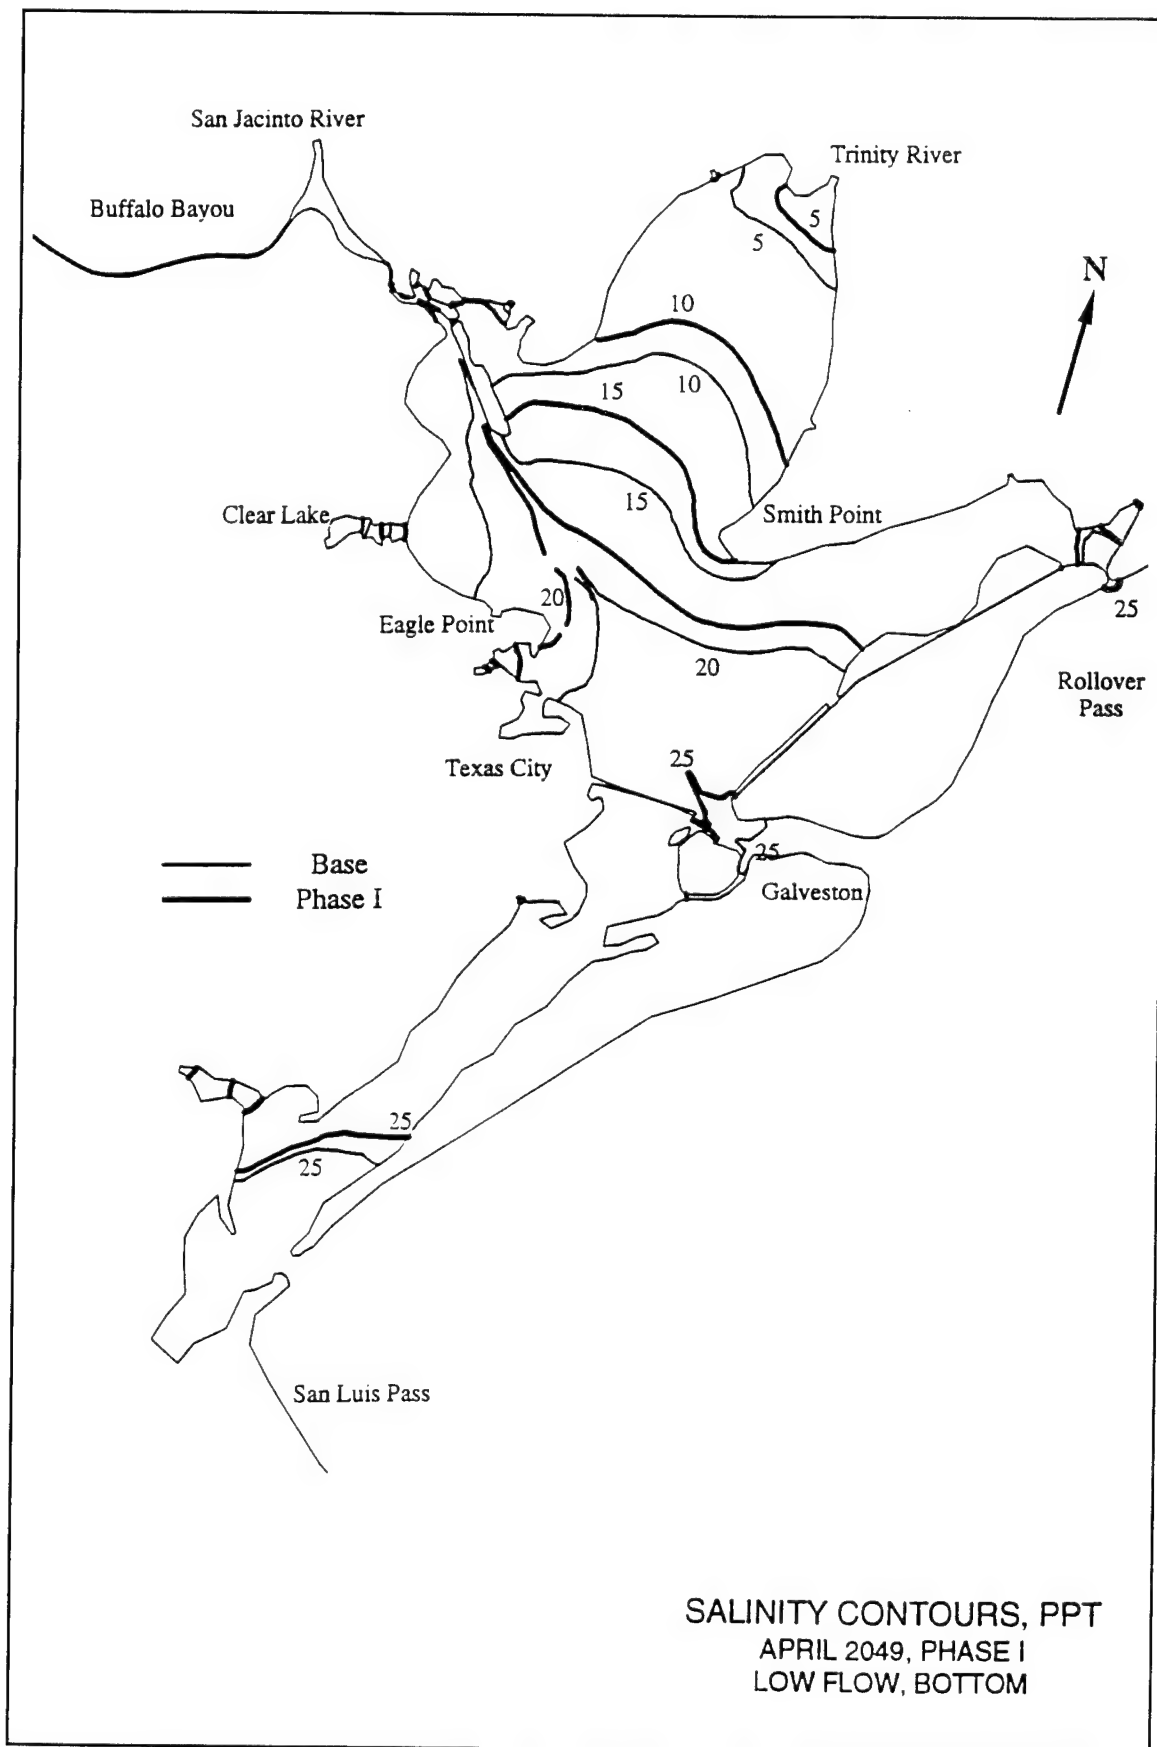 San Jacinto River
Trinity River
Buffalo Bayou
5
5
N
10
15
10
15
Clear Lake
Smith Point
20
25
Eagle Point
20
Rollover
Pass
25
Texas City
25
Base
Phase I
Galveston
25
25
San Luis Pass
SALINITY CONTOURS, PPT
APRIL 2049, PHASE I
LOW FLOW, BOTTOM